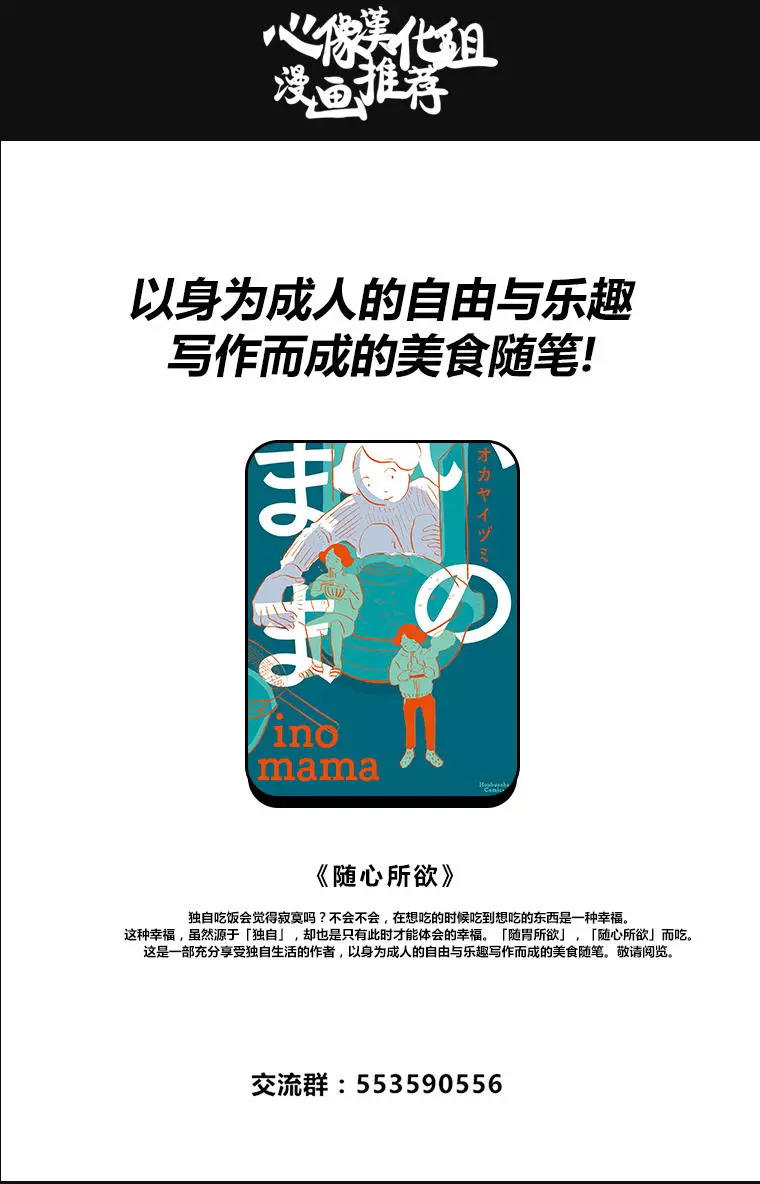 心像漢化组
漫画推荐
以身为成人的自由与乐趣
写作而成的美食随笔!
いの
まま
オカヤイヅミ
ino
mama
Houbunsha
Comics
《随心所欲》
独自吃饭会觉得寂寞吗？不会不会，在想吃的时候吃到想吃的东西是一种幸福。
这种幸福，虽然源于「独自」，却也是只有此时才能体会的幸福。「随胃所欲」，「随心所欲」而吃。
这是一部充分享受独自生活的作者，以身为成人的自由与乐趣写作而成的美食随笔。敬请阅览。
交流群：553590556